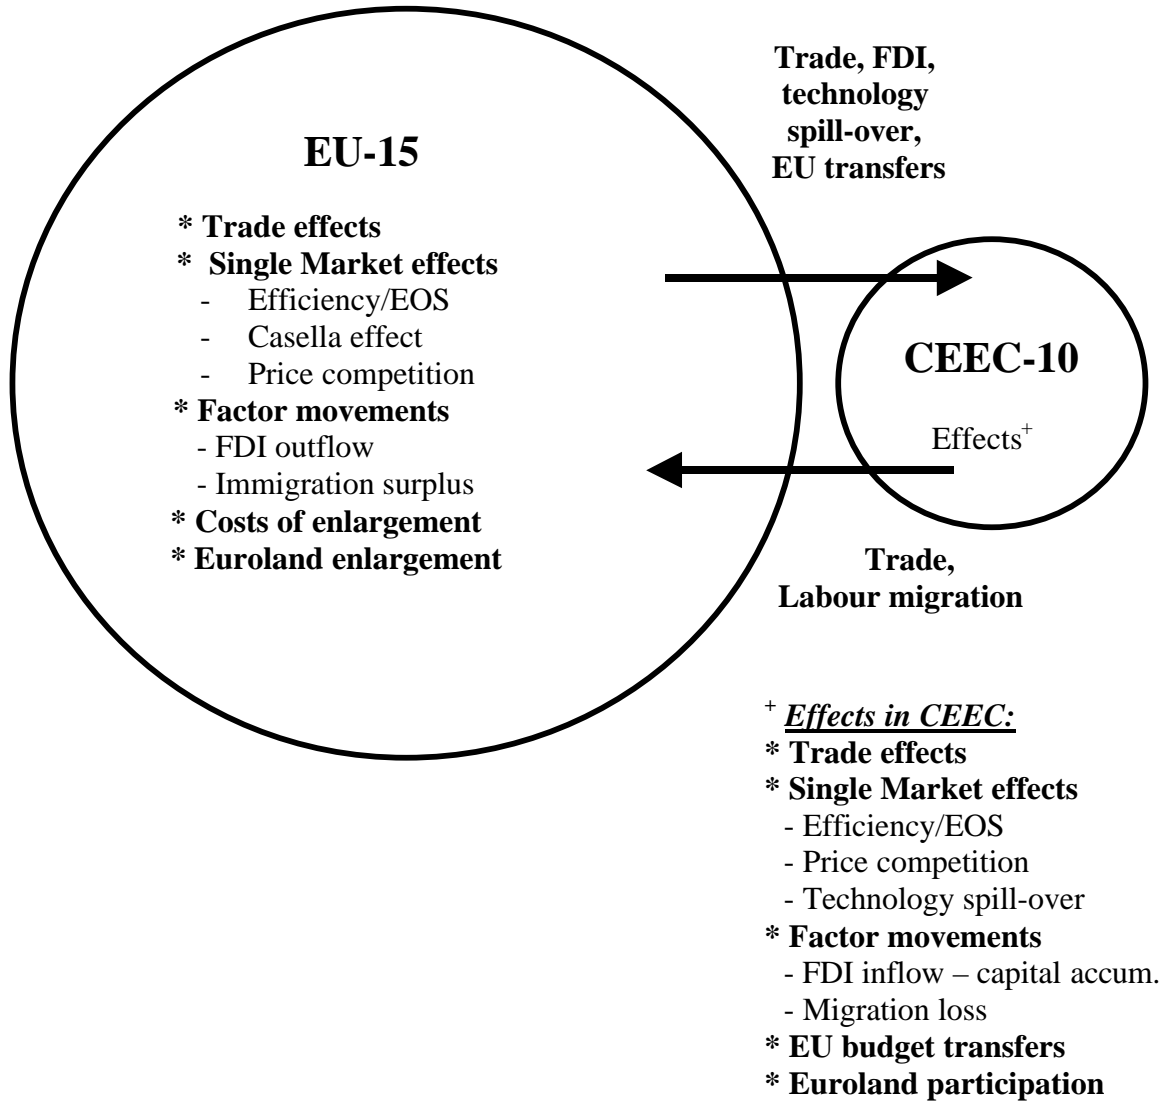 EU-15
* Trade effects
* Single Market effects
- Efficiency/EOS
- Casella effect
- Price competition
* Factor movements
- FDI outflow
- Immigration surplus
* Costs of enlargement
* Euroland enlargement
Trade, FDI,
technology
spill-over,
EU transfers
CEEC-10
Effects+
Trade,
Labour migration
+ Effects in CEEC:
* Trade effects
* Single Market effects
- Efficiency/EOS
- Price competition
- Technology spill-over
* Factor movements
- FDI inflow – capital accum.
- Migration loss
* EU budget transfers
* Euroland participation